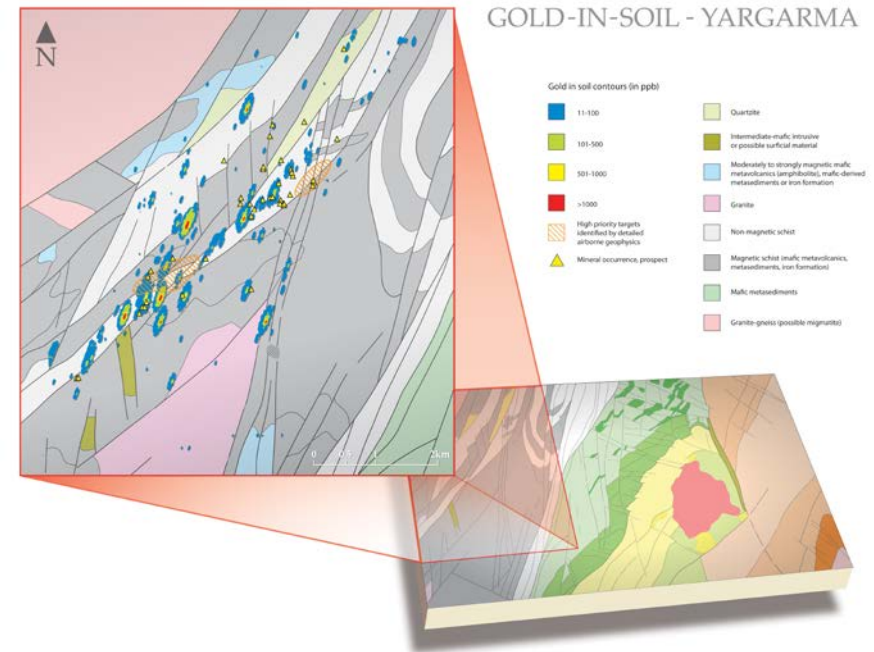 GOLD-IN-SOIL - YARGARMA
N
Gold in soil contours (in ppb)
11-100
101-500
501-1000
>1000
High priority targets
identified by detailed
airborne geophysics
Mineral occurrence, prospect
Quartzite
Intermediate-mafic intrusive
or possible surficial material
Moderately to strongly magnetic mafic
metavolcanics (amphibolite), mafic-derived
metasediments or iron formation
Granite
Non-magnetic schist
Magnetic schist (mafic metavolcanics,
metasediments, iron formation)
Mafic metasediments
Granite-gneiss (possible migmatite)
0 0.5 1 2km